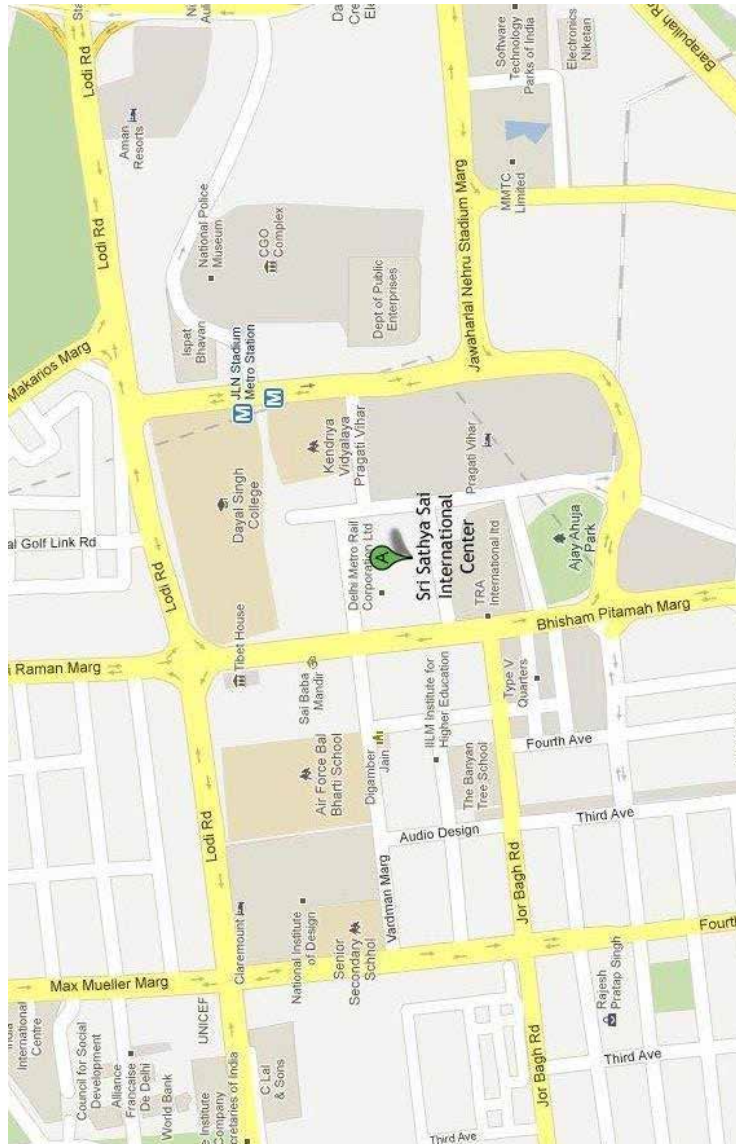 International
Centre
Council for Social
Development
Alliance
Francaise
De Delhi
World Bank
UNICEF
Institute
Company
cretaries of India
C Lal
& Sons
Max Mueller Marg
Lodi Rd
Claremount
National Institute
of Design
Senior
Secondary
Schhol
Air Force Bal
Bharti School
Raman Marg
Tibet House
Sai Baba
Mandir
al Golf Link Rd
Lodi Rd
Dayal Singh
College
Makarios Marg
Lodi Rd
Lodi Rd
JLN Stadium
Metro Station
M
M
Ispat
Bhavan
National Police
Museum
CGO
Complex
Aman
Resorts
Dept of Public
Enterprises
Kendriya
Vidyalaya
Pragati Vihar
Delhi Metro Rail
Corporation Ltd
A
Sri Sathya Sai
International
Center
Digamber
Jain
Vardman Marg
Audio Design
IILM Institute for
Higher Education
The Banyan
Tree School
TRA
International ltd
Pragati Vihar
Jawaharlal Nehru Stadium Marg
MMTC
Limited
Software
Technology
Parks of India
Electronics
Niketan
Barapullah Rd
Jor Bagh Rd
Jor Bagh Rd
Type V
Quarters
Fourth Ave
Bhisham Pitamah Marg
Ajay Ahuja
Park
Third Ave
Third Ave
Third Ave
Rajesh
Pratap Singh
Fourth